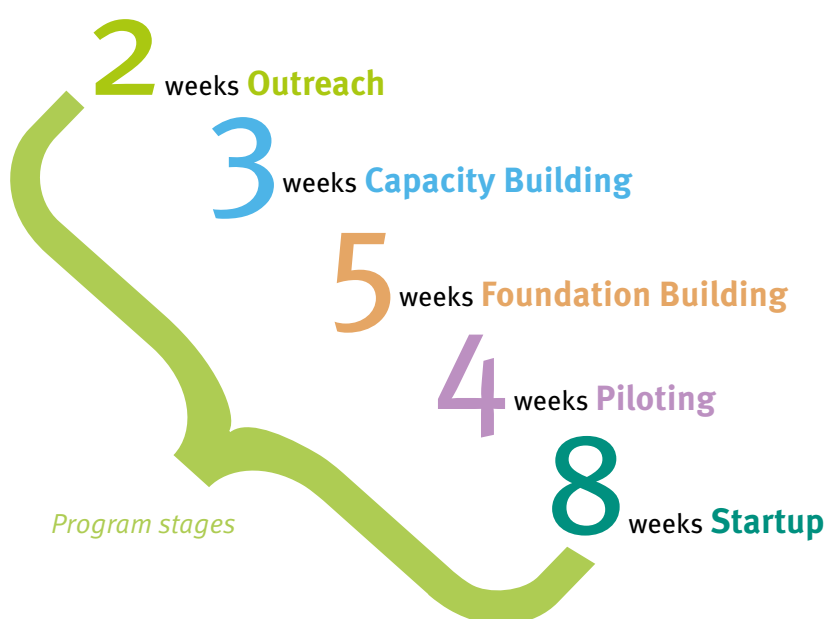 2 weeks Outreach
3 weeks Capacity Building
5 weeks Foundation Building
4 weeks Piloting
8 weeks Startup
Program stages